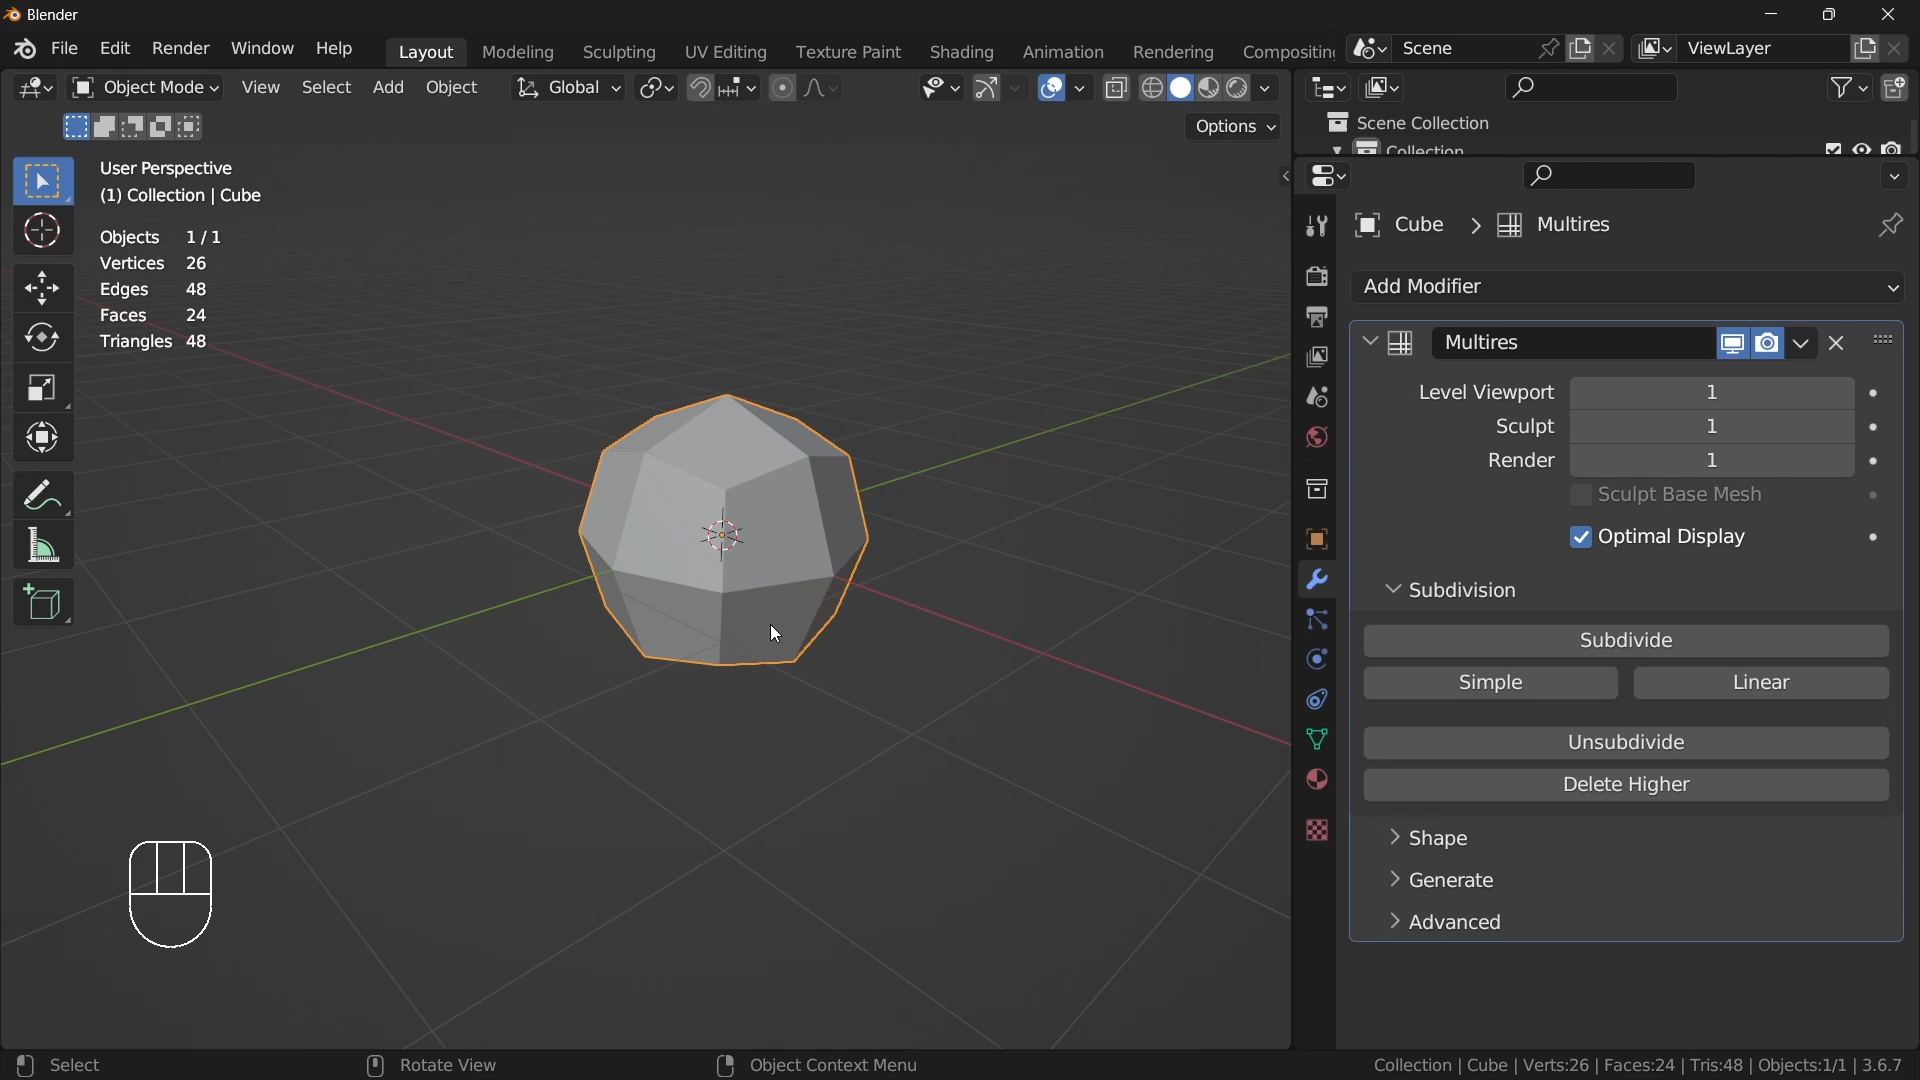 Blender
File Edit Render Window Help Layout Modeling Sculpting UV Editing Texture Paint Shading Animation Rendering Compositing Scene ViewLayer
Object Mode View Select Add Object Global
Options
User Perspective
(1) Collection | Cube
Objects 1 / 1
Vertices 26
Edges 48
Faces 24
Triangles 48
Scene Collection
Collection
Cube > Multires
Add Modifier
Multires
Level Viewport 1
Sculpt 1
Render 1
Sculpt Base Mesh
Optimal Display
Subdivision
Subdivide
Simple Linear
Unsubdivide
Delete Higher
Shape
Generate
Advanced
Select Rotate View Object Context Menu Collection | Cube | Verts:26 | Faces:24 | Tris:48 | Objects:1/1 | 3.6.7